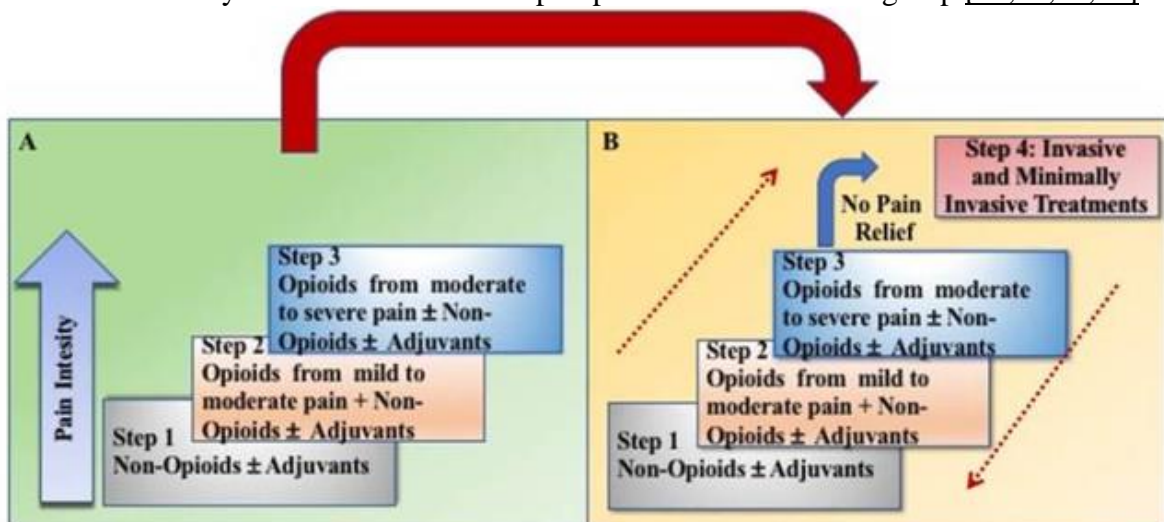 A
Pain Intesity
Step 3
Opioids from moderate
to severe pain ± Non-
Opioids ± Adjuvants
Step 2
Opioids from mild to
moderate pain + Non-
Opioids ± Adjuvants
Step 1
Non-Opioids ± Adjuvants
B
Step 4: Invasive
and Minimally
Invasive Treatments
No Pain
Relief
Step 3
Opioids from moderate
to severe pain ± Non-
Opioids ± Adjuvants
Step 2
Opioids from mild to
moderate pain + Non-
Opioids ± Adjuvants
Step 1
Non-Opioids ± Adjuvants